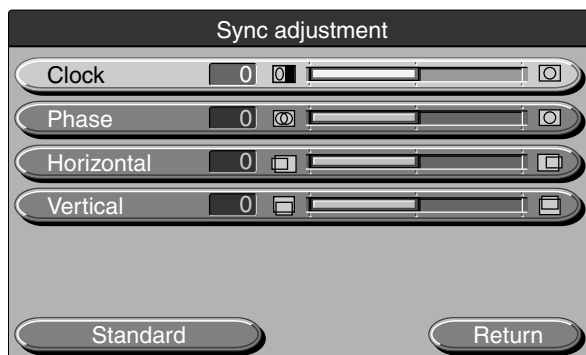 Sync adjustment
Clock 0
Phase 0
Horizontal 0
Vertical 0
Standard Return